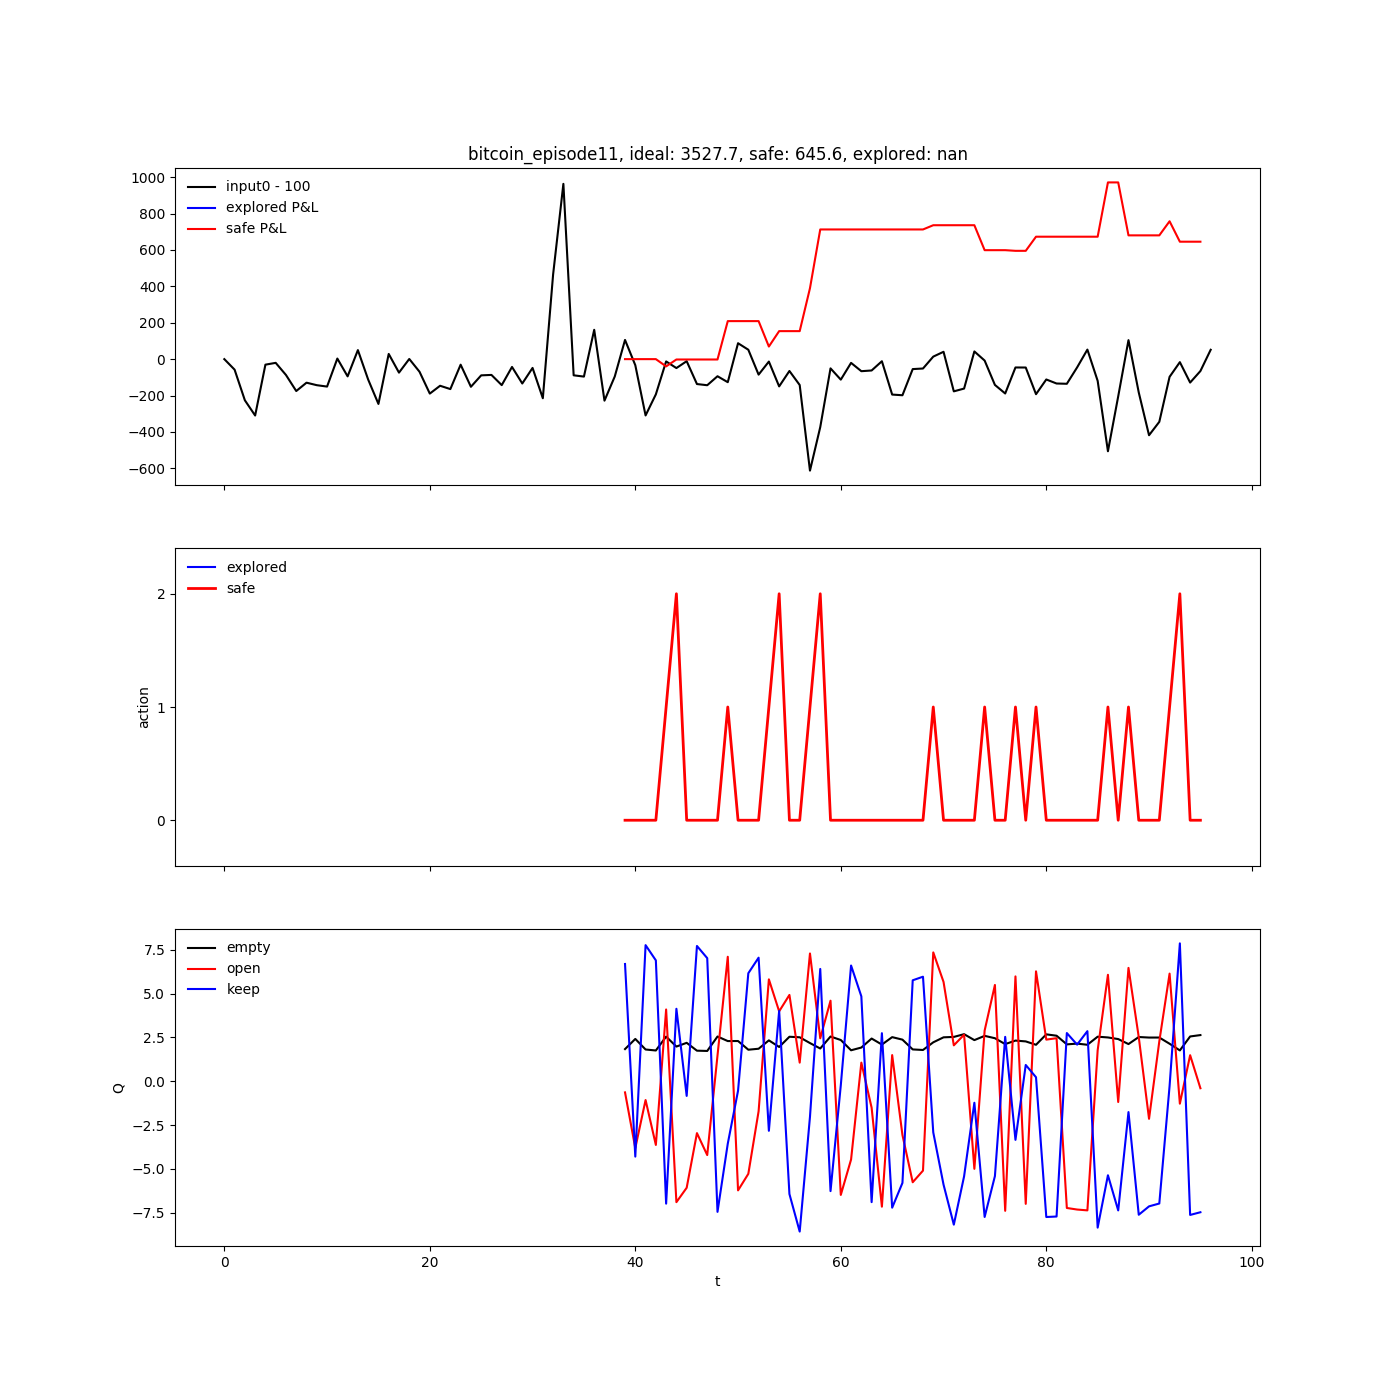 bitcoin_episode11, ideal: 3527.7, safe: 645.6, explored: nan
1000
800
600
400
200
0
−200
−400
−600
input0 - 100
explored P&L
safe P&L
2
1
0
action
explored
safe
7.5
5.0
2.5
0.0
−2.5
−5.0
−7.5
Q
empty
open
keep
0 20 40 60 80 100
t